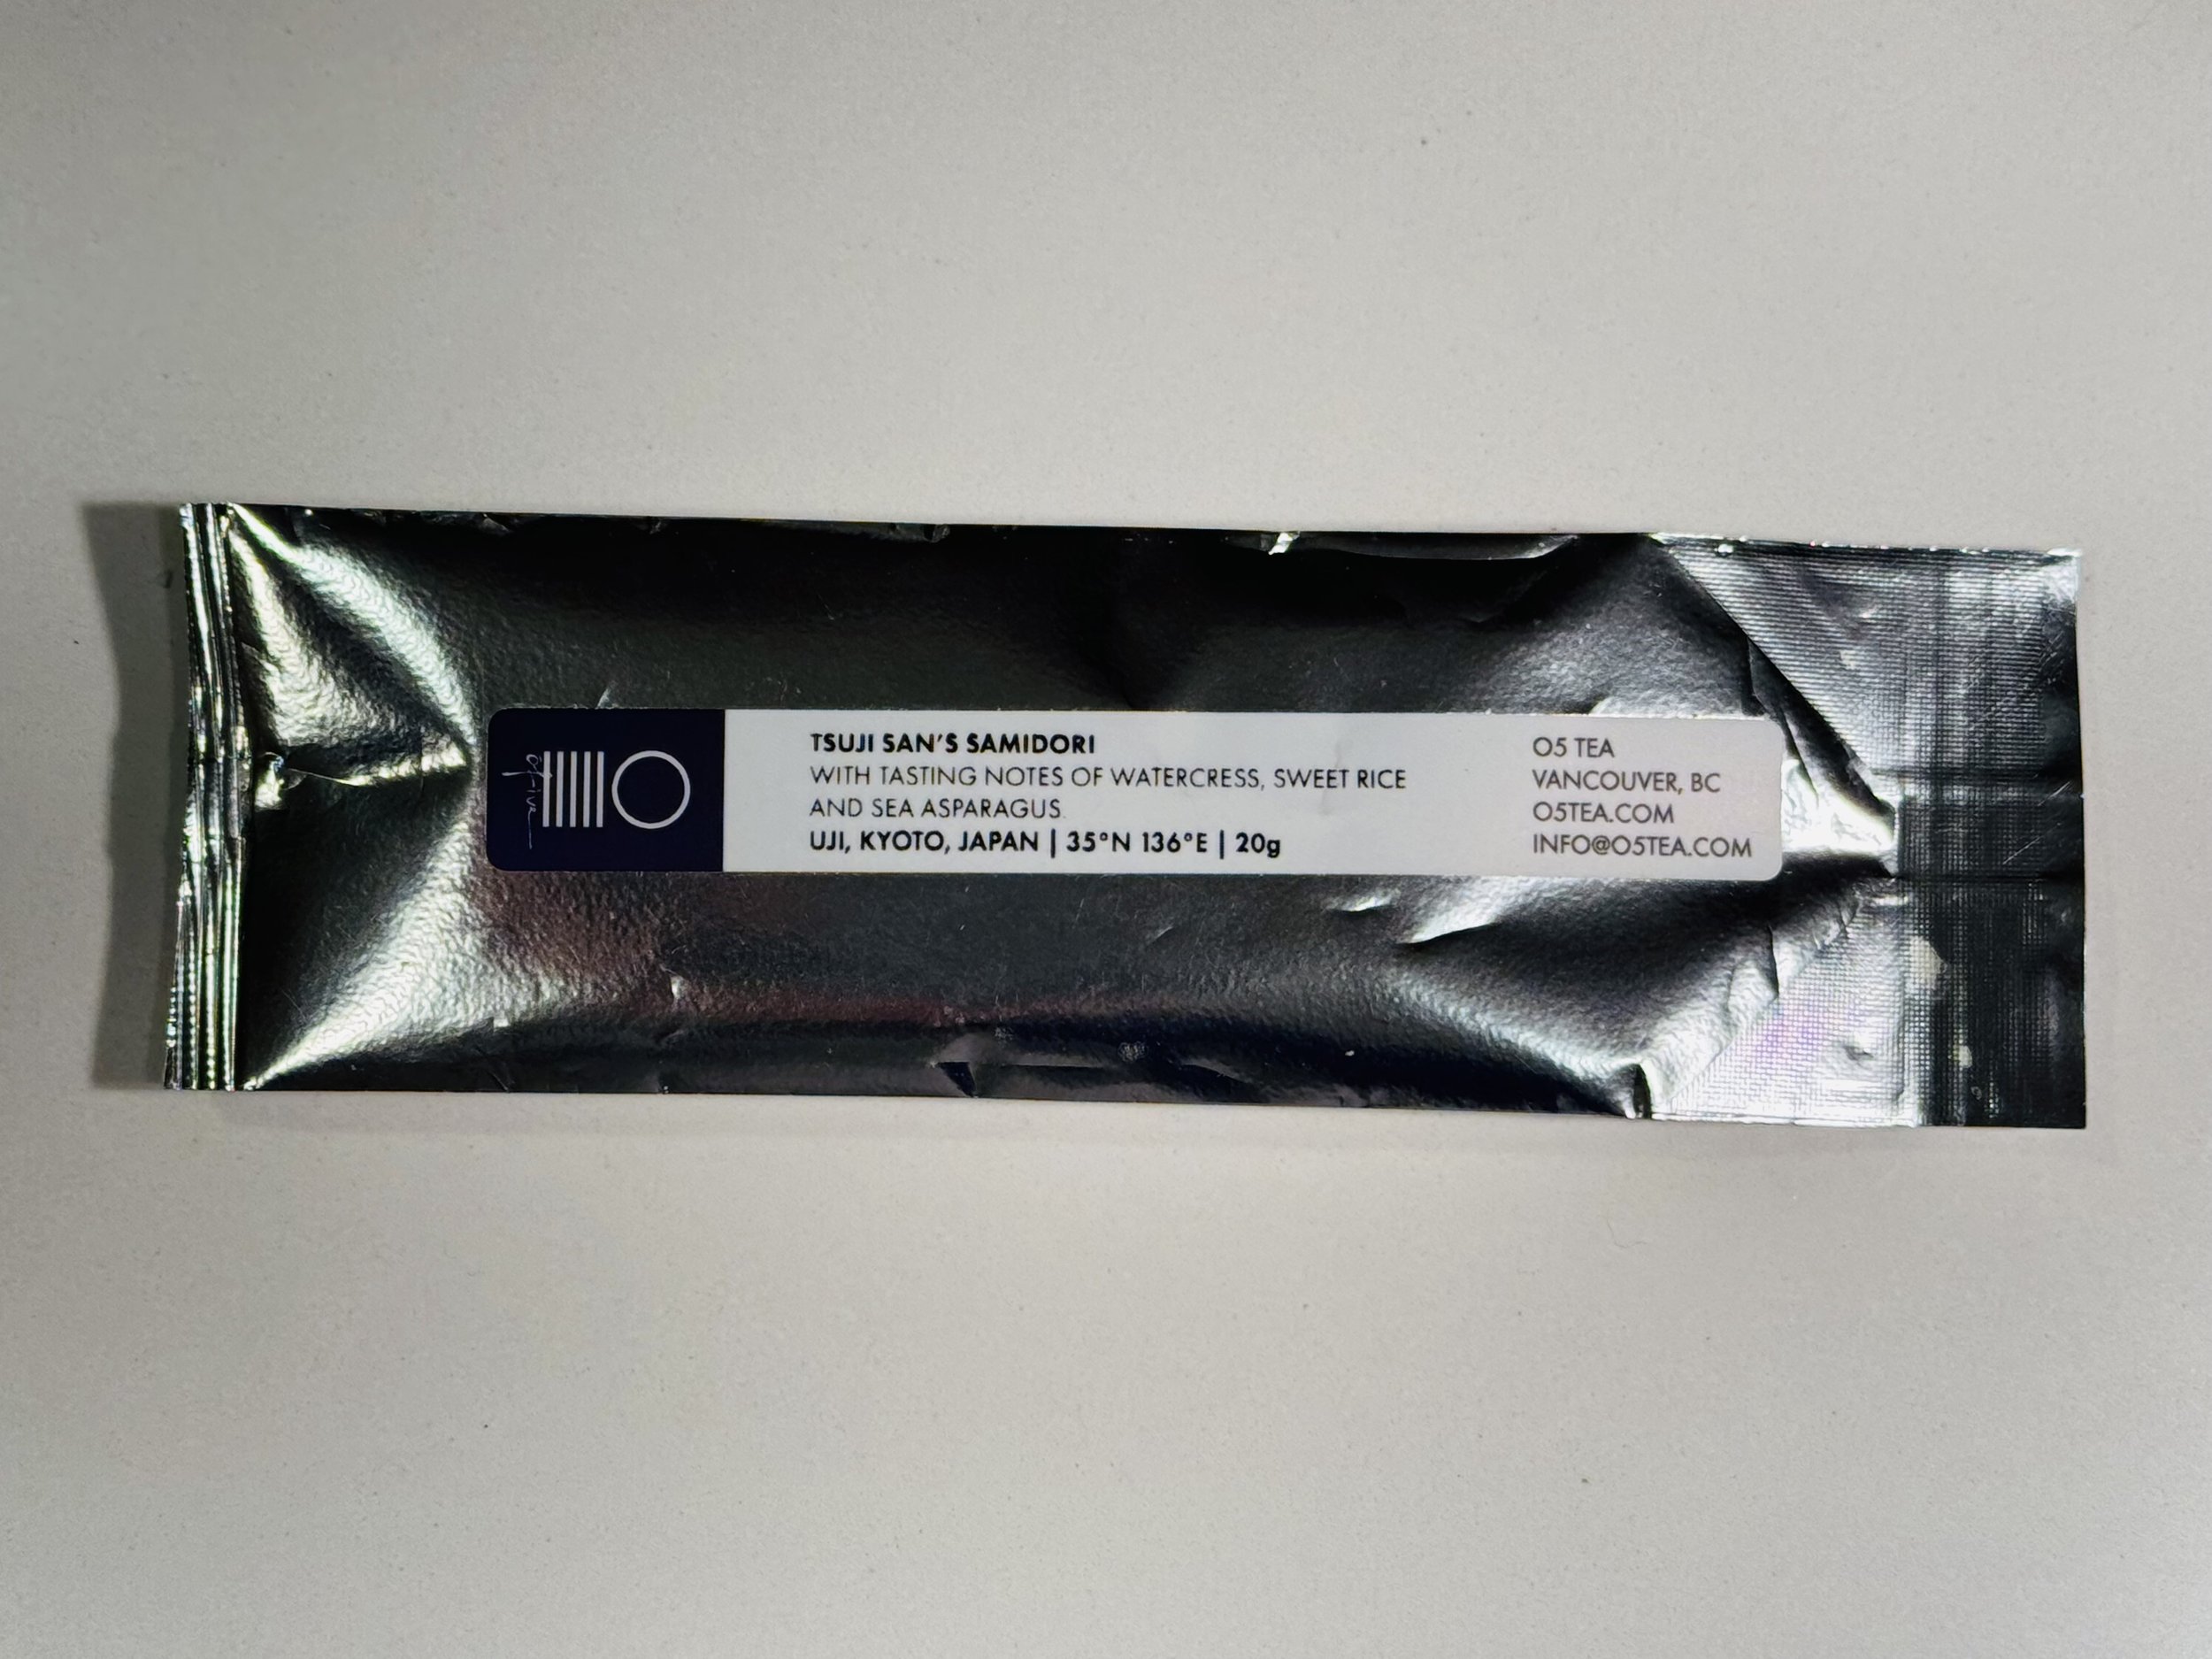 ofive
TSUJI SAN'S SAMIDORI
WITH TASTING NOTES OF WATERCRESS, SWEET RICE
AND SEA ASPARAGUS
UJI, KYOTO, JAPAN | 35°N 136°E | 20g
O5 TEA
VANCOUVER, BC
O5TEA.COM
INFO@O5TEA.COM